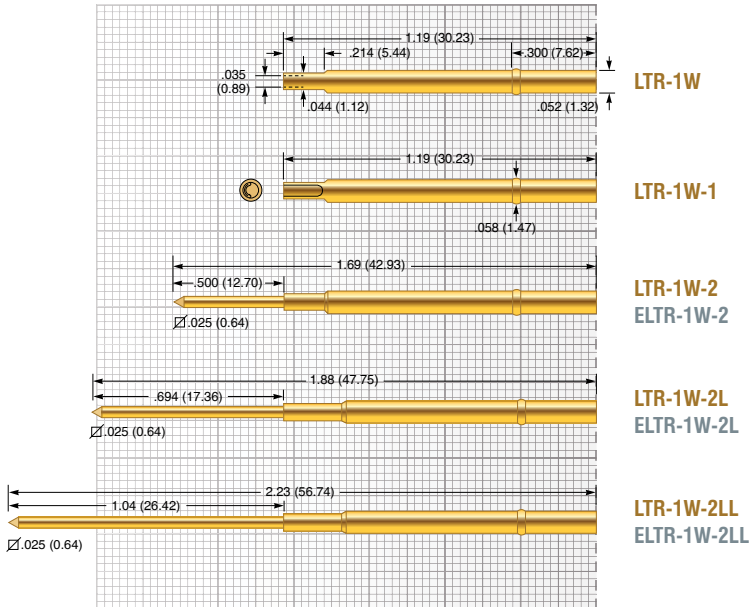 1.19 (30.23)
.214 (5.44)
.300 (7.62)
.035
(0.89)
.044 (1.12)
.052 (1.32)
LTR-1W
1.19 (30.23)
LTR-1W-1
.058 (1.47)
1.69 (42.93)
.500 (12.70)
LTR-1W-2
ELTR-1W-2
.025 (0.64)
1.88 (47.75)
.694 (17.36)
LTR-1W-2L
ELTR-1W-2L
.025 (0.64)
2.23 (56.74)
1.04 (26.42)
LTR-1W-2LL
ELTR-1W-2LL
.025 (0.64)